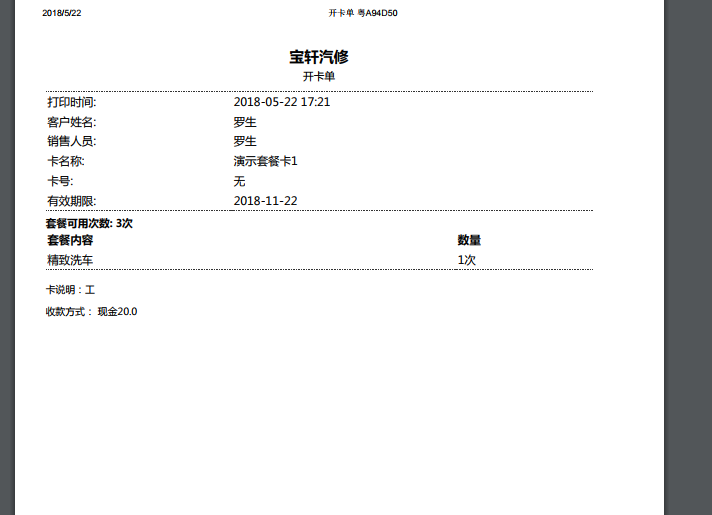 2018/5/22 开卡单 粤A94D50
宝轩汽修
开卡单
打印时间: 2018-05-22 17:21
客户姓名: 罗生
销售人员: 罗生
卡名称: 演示套餐卡1
卡号: 无
有效期限: 2018-11-22
套餐可用次数: 3次
套餐内容 数量
精致洗车 1次
卡说明：工
收款方式： 现金20.0